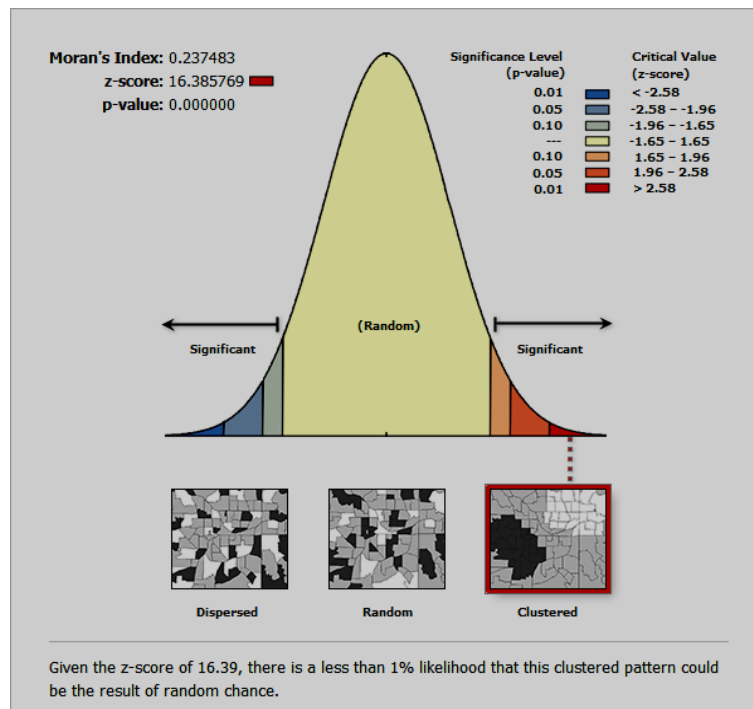 Moran's Index: 0.237483
z-score: 16.385769
p-value: 0.000000
Significance Level
(p-value)
Critical Value
(z-score)
0.01 < -2.58
0.05 -2.58 – -1.96
0.10 -1.96 – -1.65
--- -1.65 – 1.65
0.10 1.65 – 1.96
0.05 1.96 – 2.58
0.01 > 2.58
Significant
(Random)
Significant
Dispersed
Random
Clustered
Given the z-score of 16.39, there is a less than 1% likelihood that this clustered pattern could
be the result of random chance.